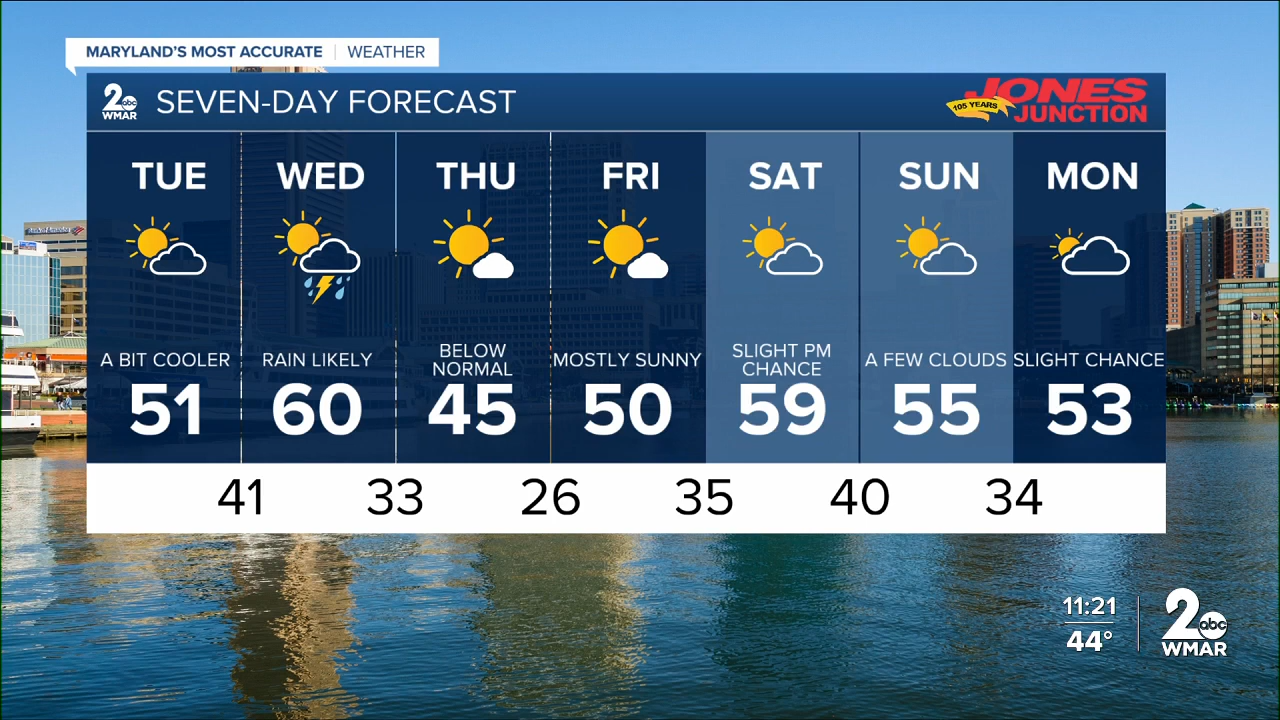 MARYLAND'S MOST ACCURATE | WEATHER
2 abc WMAR
SEVEN-DAY FORECAST
105 YEARS
JONES
JUNCTION
TUE WED THU FRI SAT SUN MON
A BIT COOLER
RAIN LIKELY
BELOW
NORMAL
MOSTLY SUNNY
SLIGHT PM
CHANCE
A FEW CLOUDS
SLIGHT CHANCE
51 60 45 50 59 55 53
41 33 26 35 40 34
11:21
44°
2 abc
WMAR